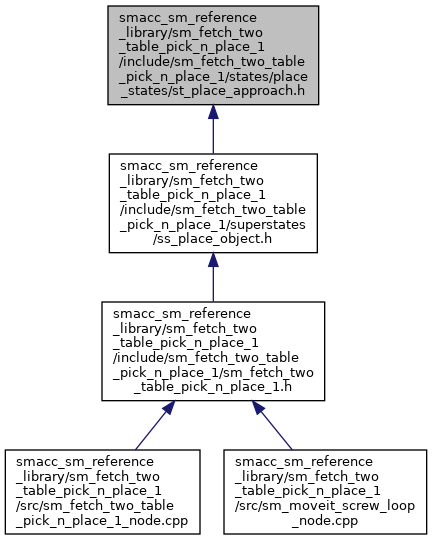 smacc_sm_reference
_library/sm_fetch_two
_table_pick_n_place_1
/include/sm_fetch_two_table
_pick_n_place_1/states/place
_states/st_place_approach.h
smacc_sm_reference
_library/sm_fetch_two
_table_pick_n_place_1
/include/sm_fetch_two_table
_pick_n_place_1/superstates
/ss_place_object.h
smacc_sm_reference
_library/sm_fetch_two
_table_pick_n_place_1
/include/sm_fetch_two_table
_pick_n_place_1/sm_fetch_two
_table_pick_n_place_1.h
smacc_sm_reference
_library/sm_fetch_two
_table_pick_n_place_1
/src/sm_fetch_two_table
_pick_n_place_1_node.cpp
smacc_sm_reference
_library/sm_fetch_two
_table_pick_n_place_1
/src/sm_moveit_screw_loop
_node.cpp